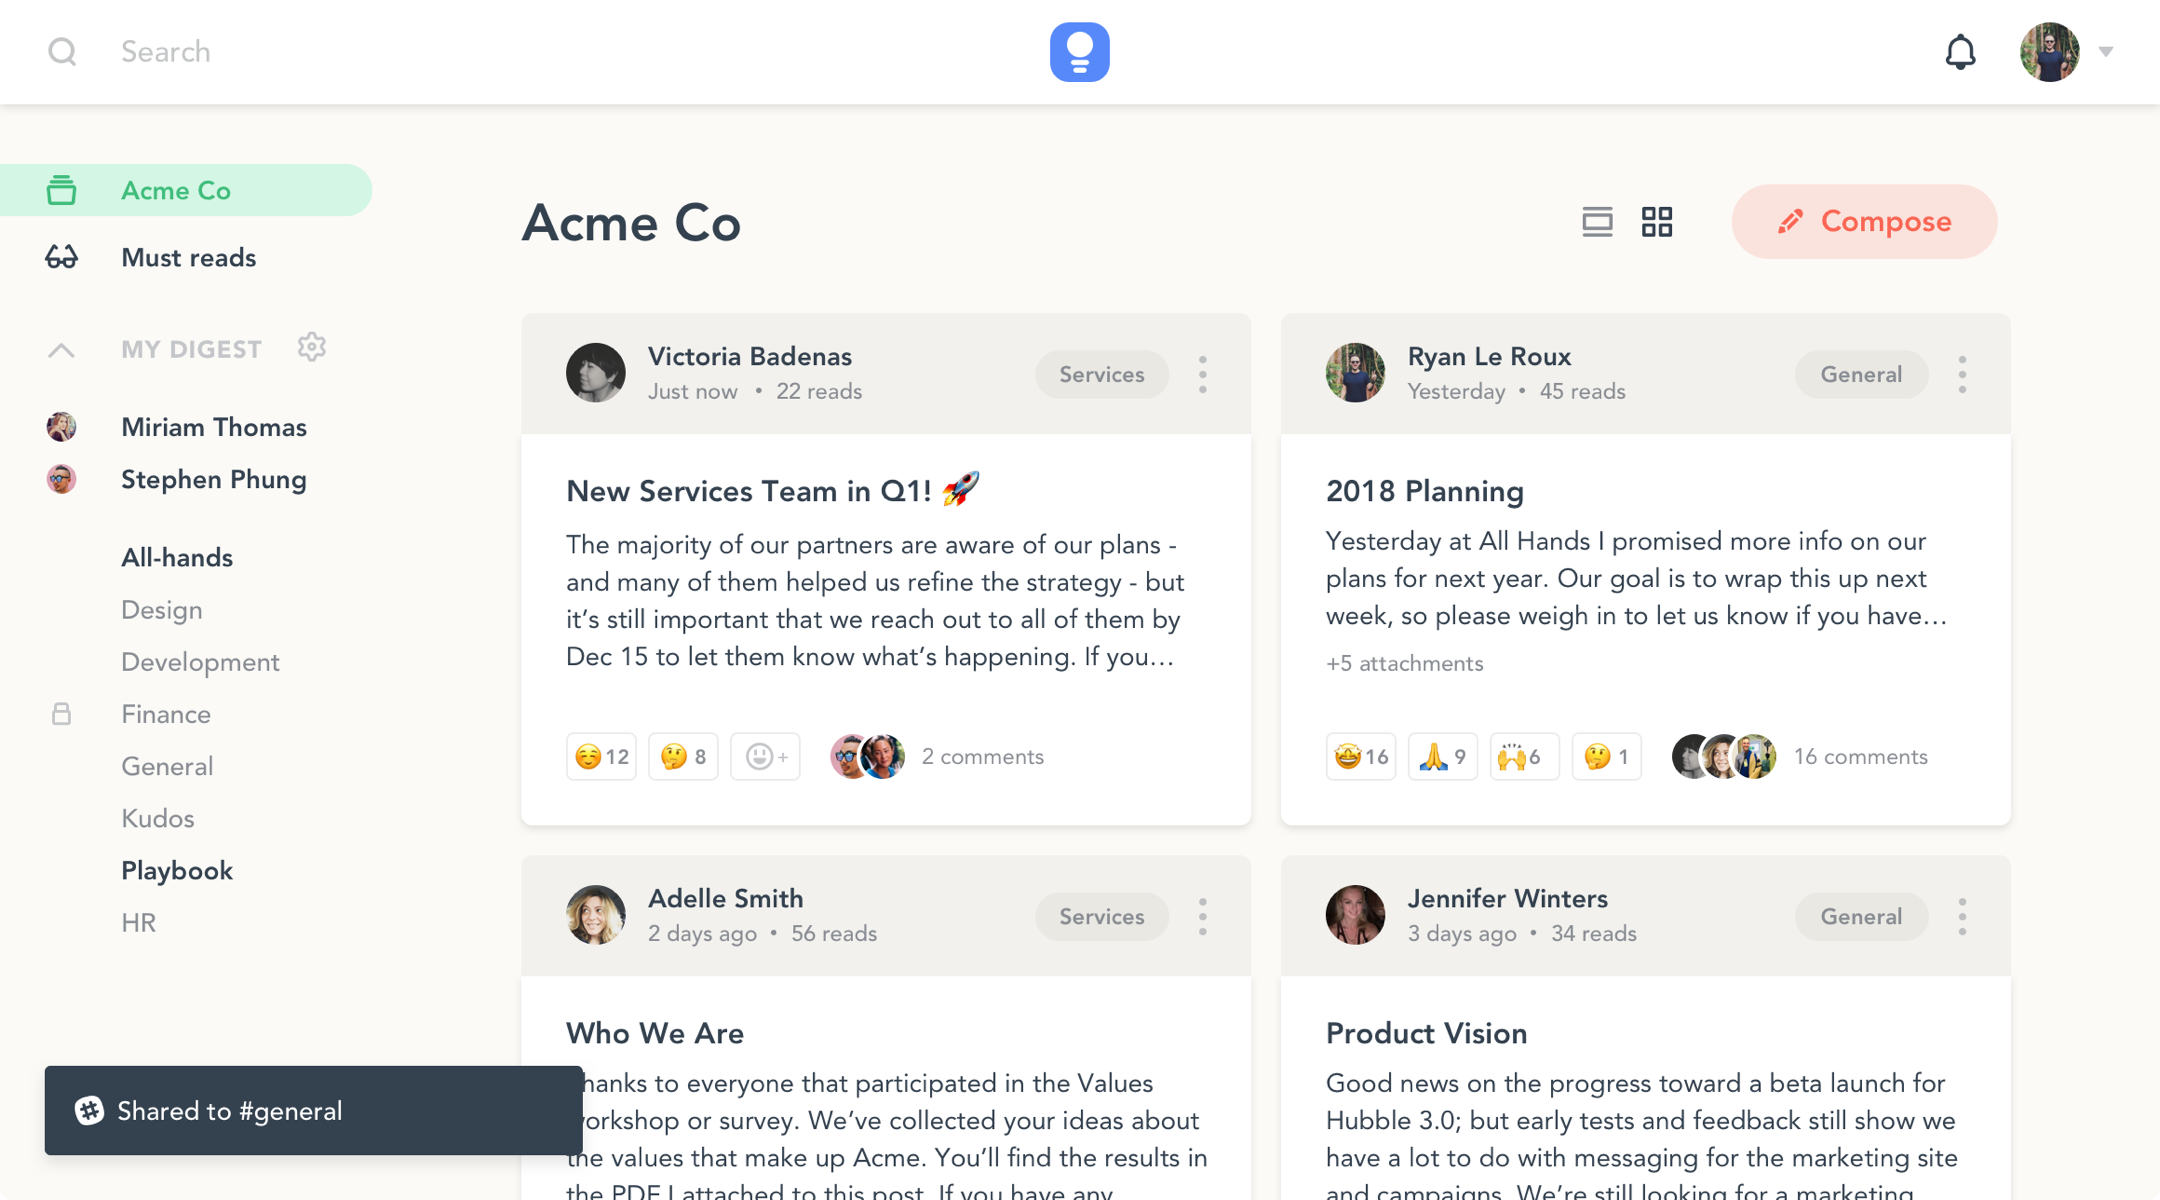 Search
Acme Co
Must reads
MY DIGEST
Miriam Thomas
Stephen Phung
All-hands
Design
Development
Finance
General
Kudos
Playbook
HR
Shared to #general
Acme Co
Compose
Victoria Badenas
Just now • 22 reads
Services
New Services Team in Q1! 🚀
The majority of our partners are aware of our plans -
and many of them helped us refine the strategy - but
it’s still important that we reach out to all of them by
Dec 15 to let them know what’s happening. If you…
12
8
+
2 comments
Ryan Le Roux
Yesterday • 45 reads
General
2018 Planning
Yesterday at All Hands I promised more info on our
plans for next year. Our goal is to wrap this up next
week, so please weigh in to let us know if you have…
+5 attachments
16
9
6
1
16 comments
Adelle Smith
2 days ago • 56 reads
Services
Who We Are
hanks to everyone that participated in the Values
orkshop or survey. We’ve collected your ideas about
the values that make up Acme. You’ll find the results in
the PDF I attached to this post. If you have any
Jennifer Winters
3 days ago • 34 reads
General
Product Vision
Good news on the progress toward a beta launch for
Hubble 3.0; but early tests and feedback still show we
have a lot to do with messaging for the marketing site
and campaigns. We’re still looking for a marketing